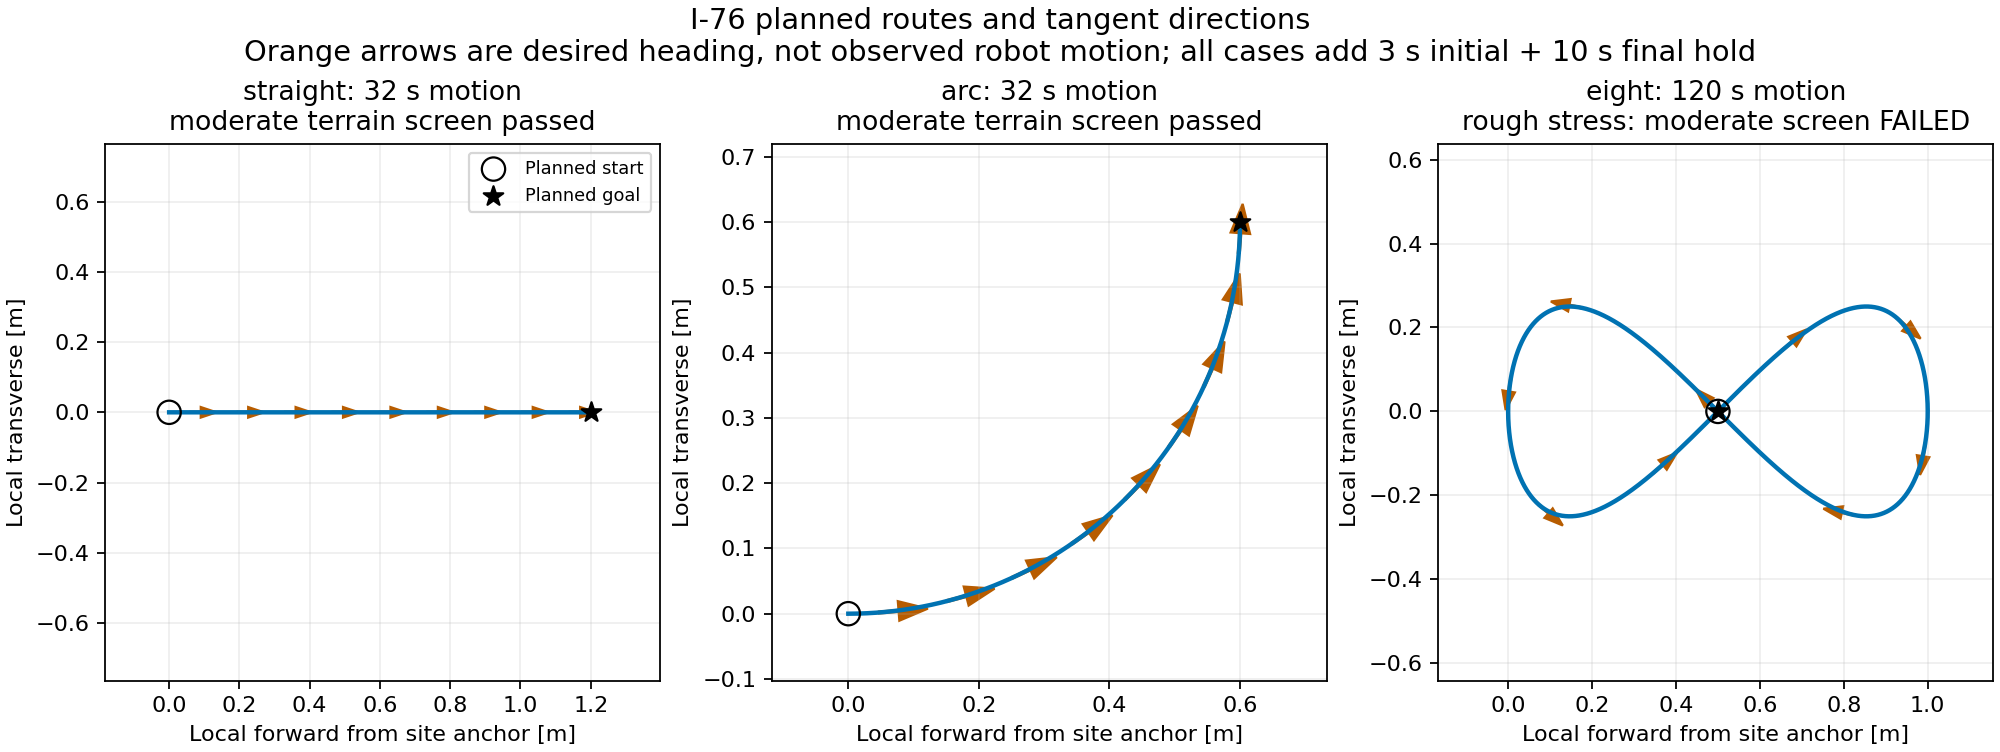 I-76 planned routes and tangent directions
Orange arrows are desired heading, not observed robot motion; all cases add 3 s initial + 10 s final hold
straight: 32 s motion
moderate terrain screen passed
Planned start
Planned goal
0.6
0.4
0.2
0.0
−0.2
−0.4
−0.6
Local transverse [m]
0.0 0.2 0.4 0.6 0.8 1.0 1.2
Local forward from site anchor [m]
arc: 32 s motion
moderate terrain screen passed
0.7
0.6
0.5
0.4
0.3
0.2
0.1
0.0
−0.1
Local transverse [m]
0.0 0.2 0.4 0.6
Local forward from site anchor [m]
eight: 120 s motion
rough stress: moderate screen FAILED
0.6
0.4
0.2
0.0
−0.2
−0.4
−0.6
Local transverse [m]
0.0 0.2 0.4 0.6 0.8 1.0
Local forward from site anchor [m]